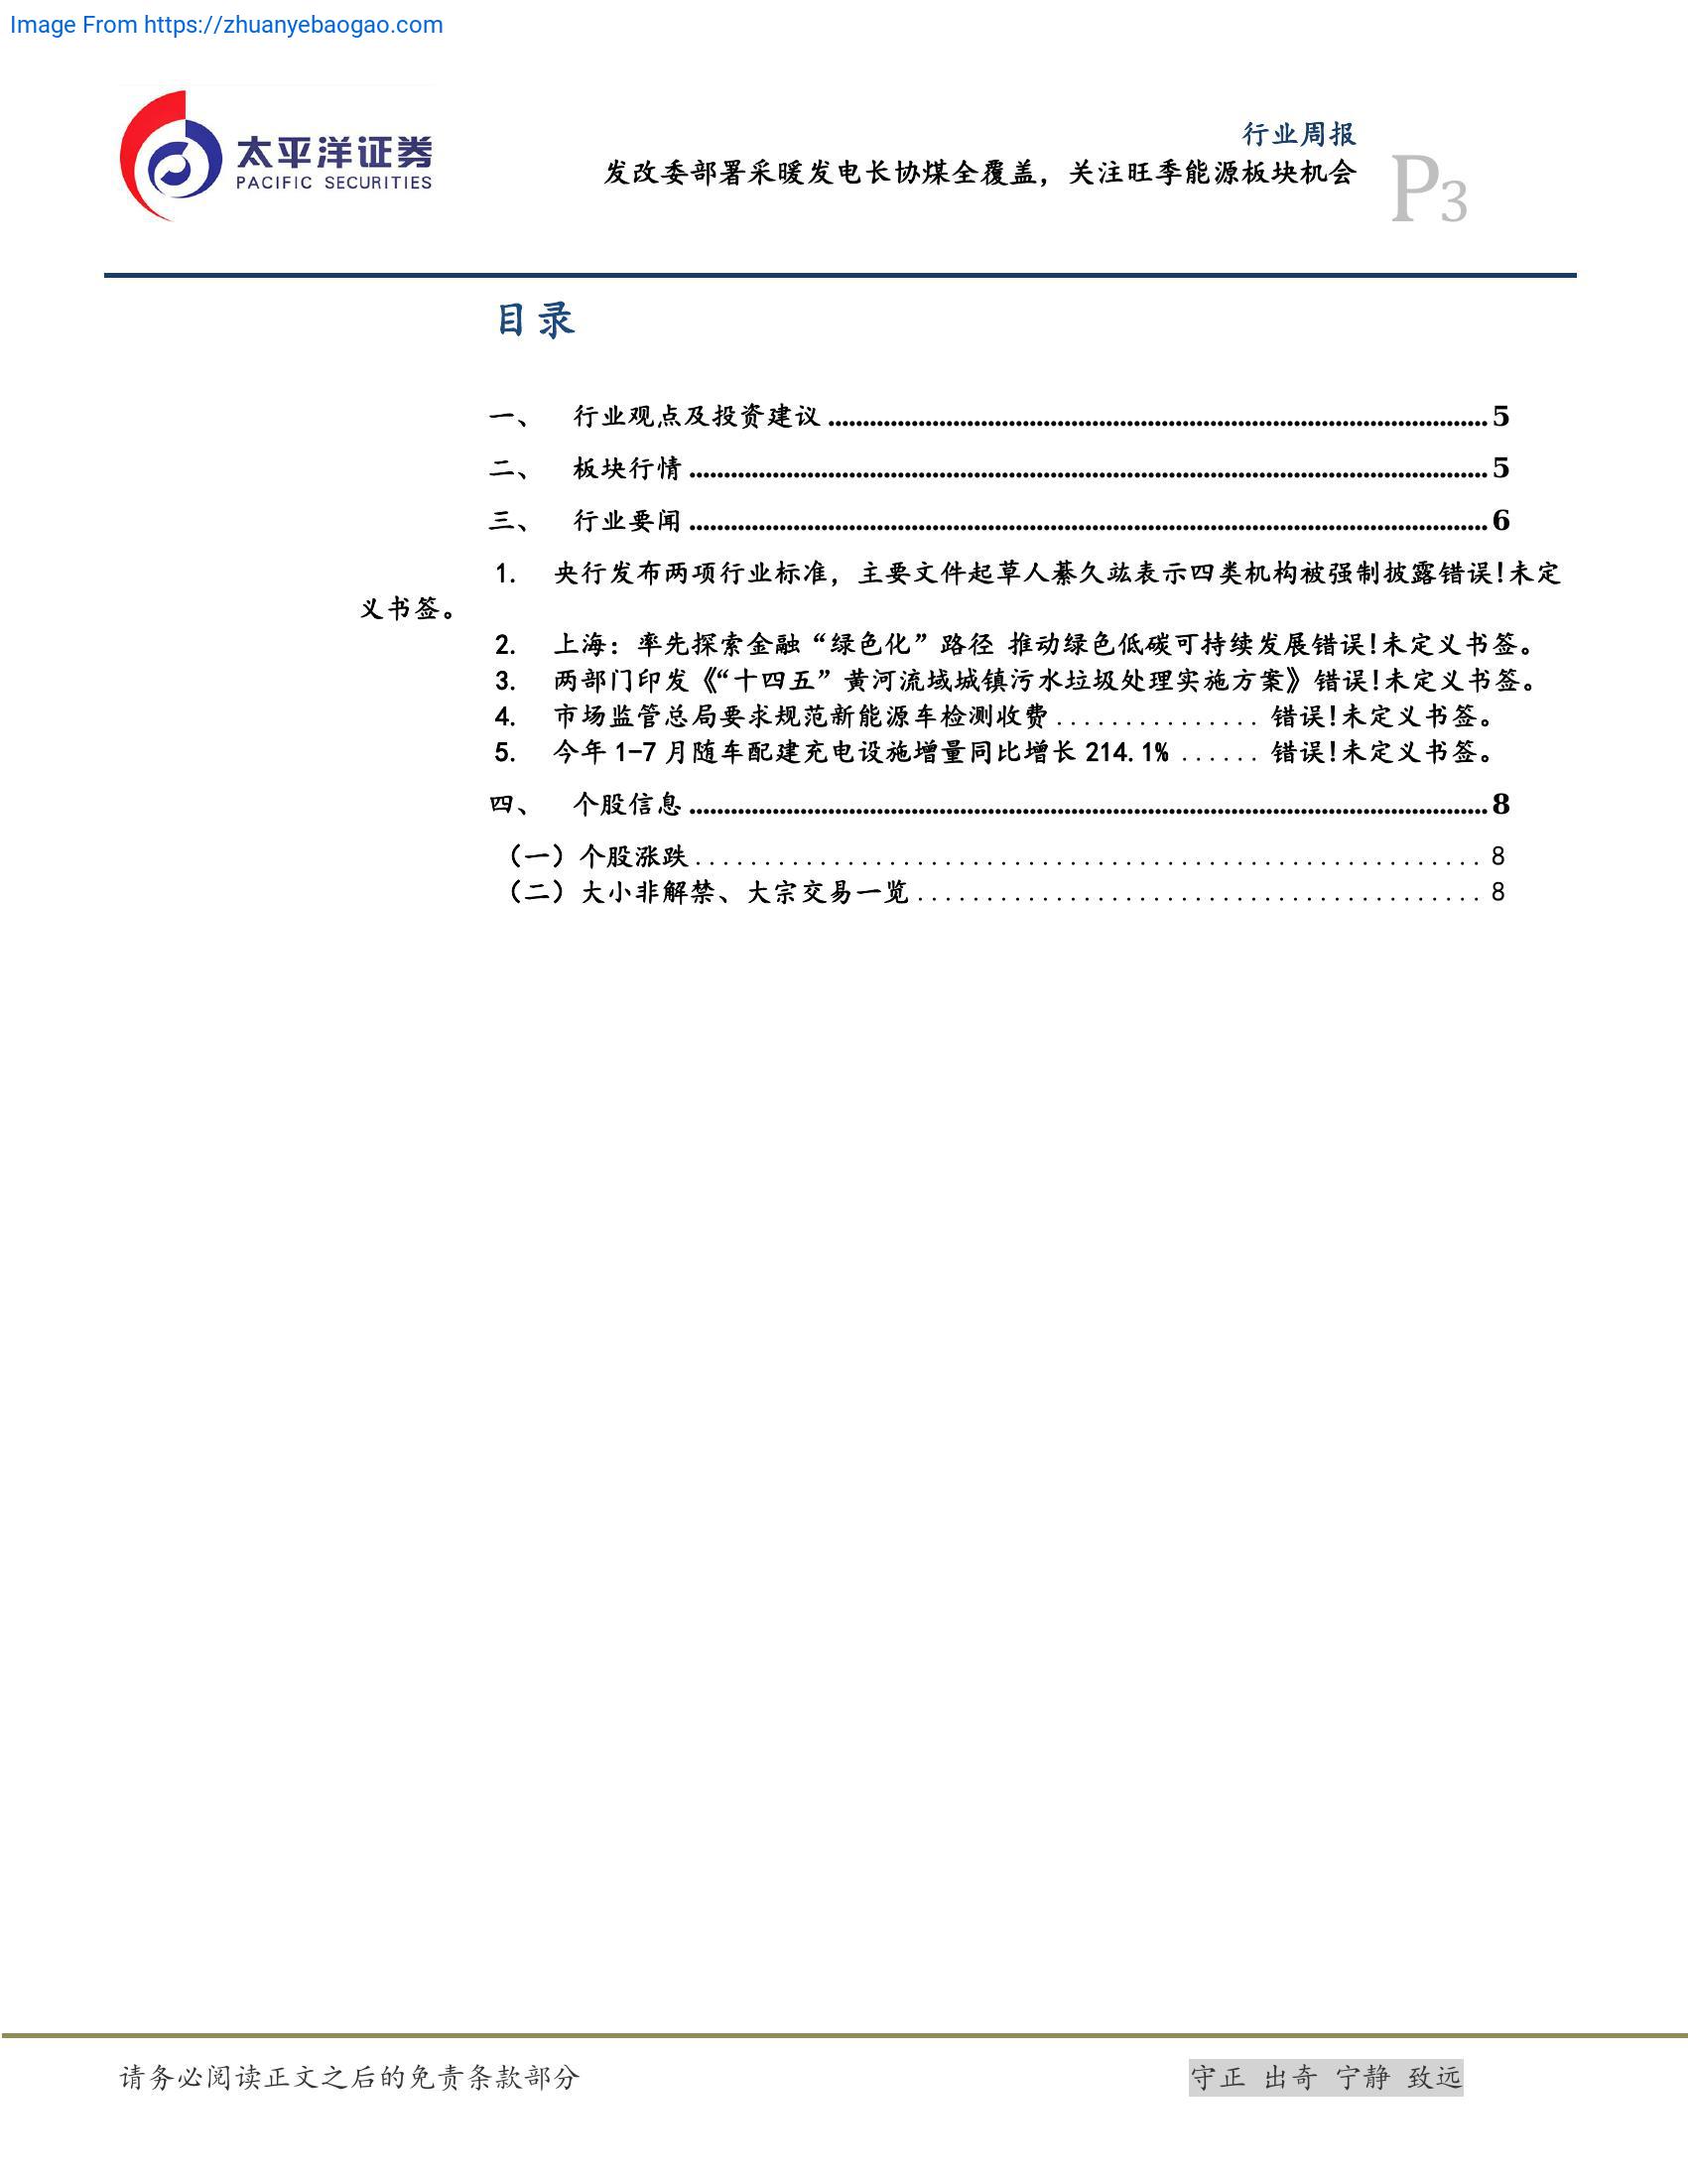 Image From https://zhuanyebaogao.com
太平洋证券
PACIFIC SECURITIES
行业周报
发改委部署采暖发电长协煤全覆盖，关注旺季能源板块机会
P3
目录
一、 行业观点及投资建议 5
二、 板块行情 5
三、 行业要闻 6
1. 央行发布两项行业标准，主要文件起草人綦久竑表示四类机构被强制披露错误!未定
义书签。
2. 上海：率先探索金融“绿色化”路径 推动绿色低碳可持续发展错误!未定义书签。
3. 两部门印发《“十四五”黄河流域城镇污水垃圾处理实施方案》错误!未定义书签。
4. 市场监管总局要求规范新能源车检测收费............... 错误!未定义书签。
5. 今年 1-7 月随车配建充电设施增量同比增长 214.1% ...... 错误!未定义书签。
四、 个股信息 8
（一）个股涨跌 8
（二）大小非解禁、大宗交易一览 8
请务必阅读正文之后的免责条款部分
守正 出奇 宁静 致远